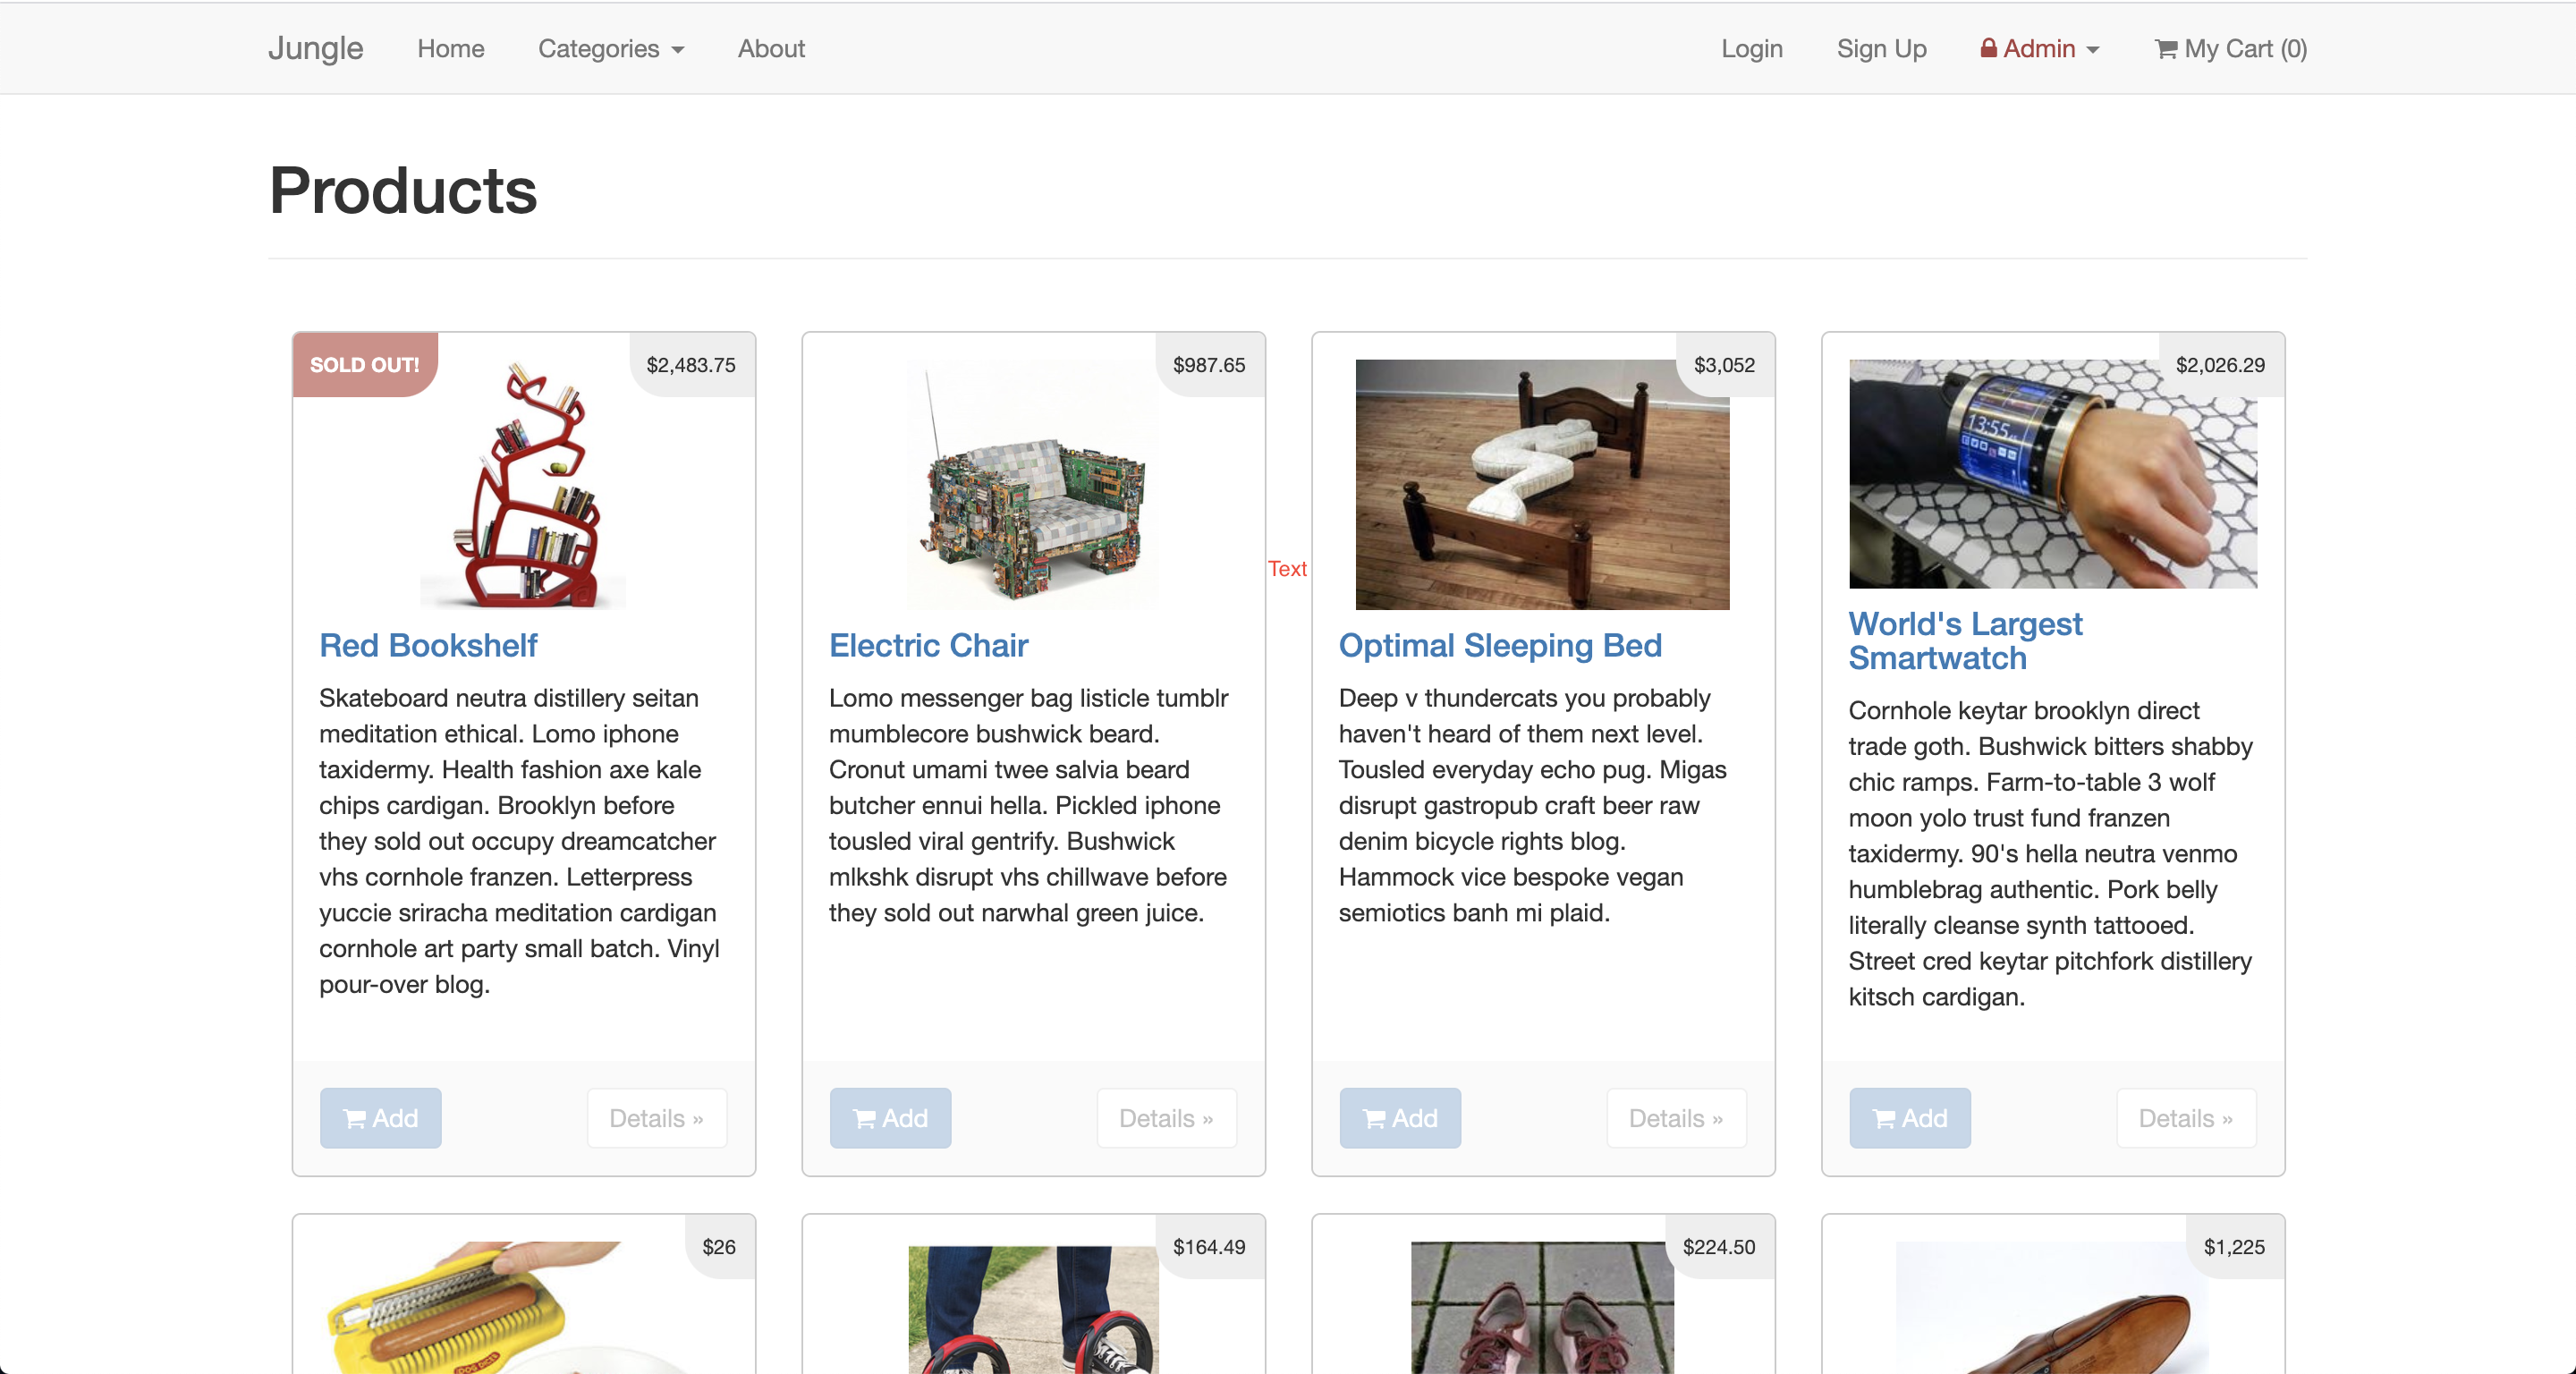 Jungle Home Categories About Login Sign Up Admin My Cart (0)
Products
SOLD OUT!
$2,483.75
Red Bookshelf
Skateboard neutra distillery seitan
meditation ethical. Lomo iphone
taxidermy. Health fashion axe kale
chips cardigan. Brooklyn before
they sold out occupy dreamcatcher
vhs cornhole franzen. Letterpress
yuccie sriracha meditation cardigan
cornhole art party small batch. Vinyl
pour-over blog.
Add
Details »
$987.65
Electric Chair
Lomo messenger bag listicle tumblr
mumblecore bushwick beard.
Cronut umami twee salvia beard
butcher ennui hella. Pickled iphone
tousled viral gentrify. Bushwick
mlkshk disrupt vhs chillwave before
they sold out narwhal green juice.
Add
Details »
Text
$3,052
Optimal Sleeping Bed
Deep v thundercats you probably
haven't heard of them next level.
Tousled everyday echo pug. Migas
disrupt gastropub craft beer raw
denim bicycle rights blog.
Hammock vice bespoke vegan
semiotics banh mi plaid.
Add
Details »
$2,026.29
13:55
World's Largest
Smartwatch
Cornhole keytar brooklyn direct
trade goth. Bushwick bitters shabby
chic ramps. Farm-to-table 3 wolf
moon yolo trust fund franzen
taxidermy. 90's hella neutra venmo
humblebrag authentic. Pork belly
literally cleanse synth tattooed.
Street cred keytar pitchfork distillery
kitsch cardigan.
Add
Details »
$26
DOG DICER
$164.49
$224.50
$1,225